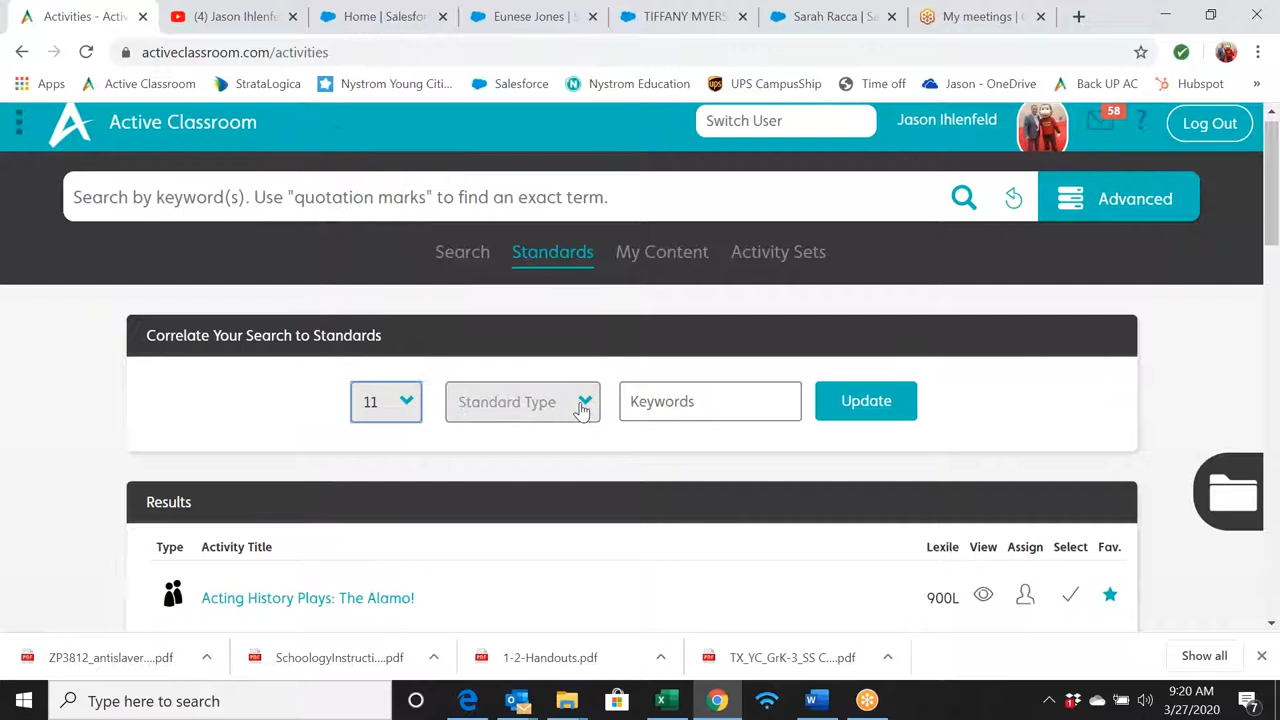 Activities - Activ
(4) Jason Ihlenfe
Home | Salesfor
Eunese Jones | S
TIFFANY MYERS
Sarah Racca | Sa
My meetings | G
activeclassroom.com/activities
Apps
Active Classroom
StrataLogica
Nystrom Young Citi...
Salesforce
Nystrom Education
UPS CampusShip
Time off
Jason - OneDrive
Back UP AC
Hubspot
»
Active Classroom
Switch User
Jason Ihlenfeld
58
?
Log Out
Search by keyword(s). Use "quotation marks" to find an exact term.
Advanced
Search
Standards
My Content
Activity Sets
Correlate Your Search to Standards
11
Standard Type
Keywords
Update
Results
Type
Activity Title
Lexile
View
Assign
Select
Fav.
Acting History Plays: The Alamo!
900L
ZP3812_antislaver....pdf
SchoologyInstructi....pdf
1-2-Handouts.pdf
TX_YC_GrK-3_SS C....pdf
Show all
Type here to search
9:20 AM
3/27/2020
7